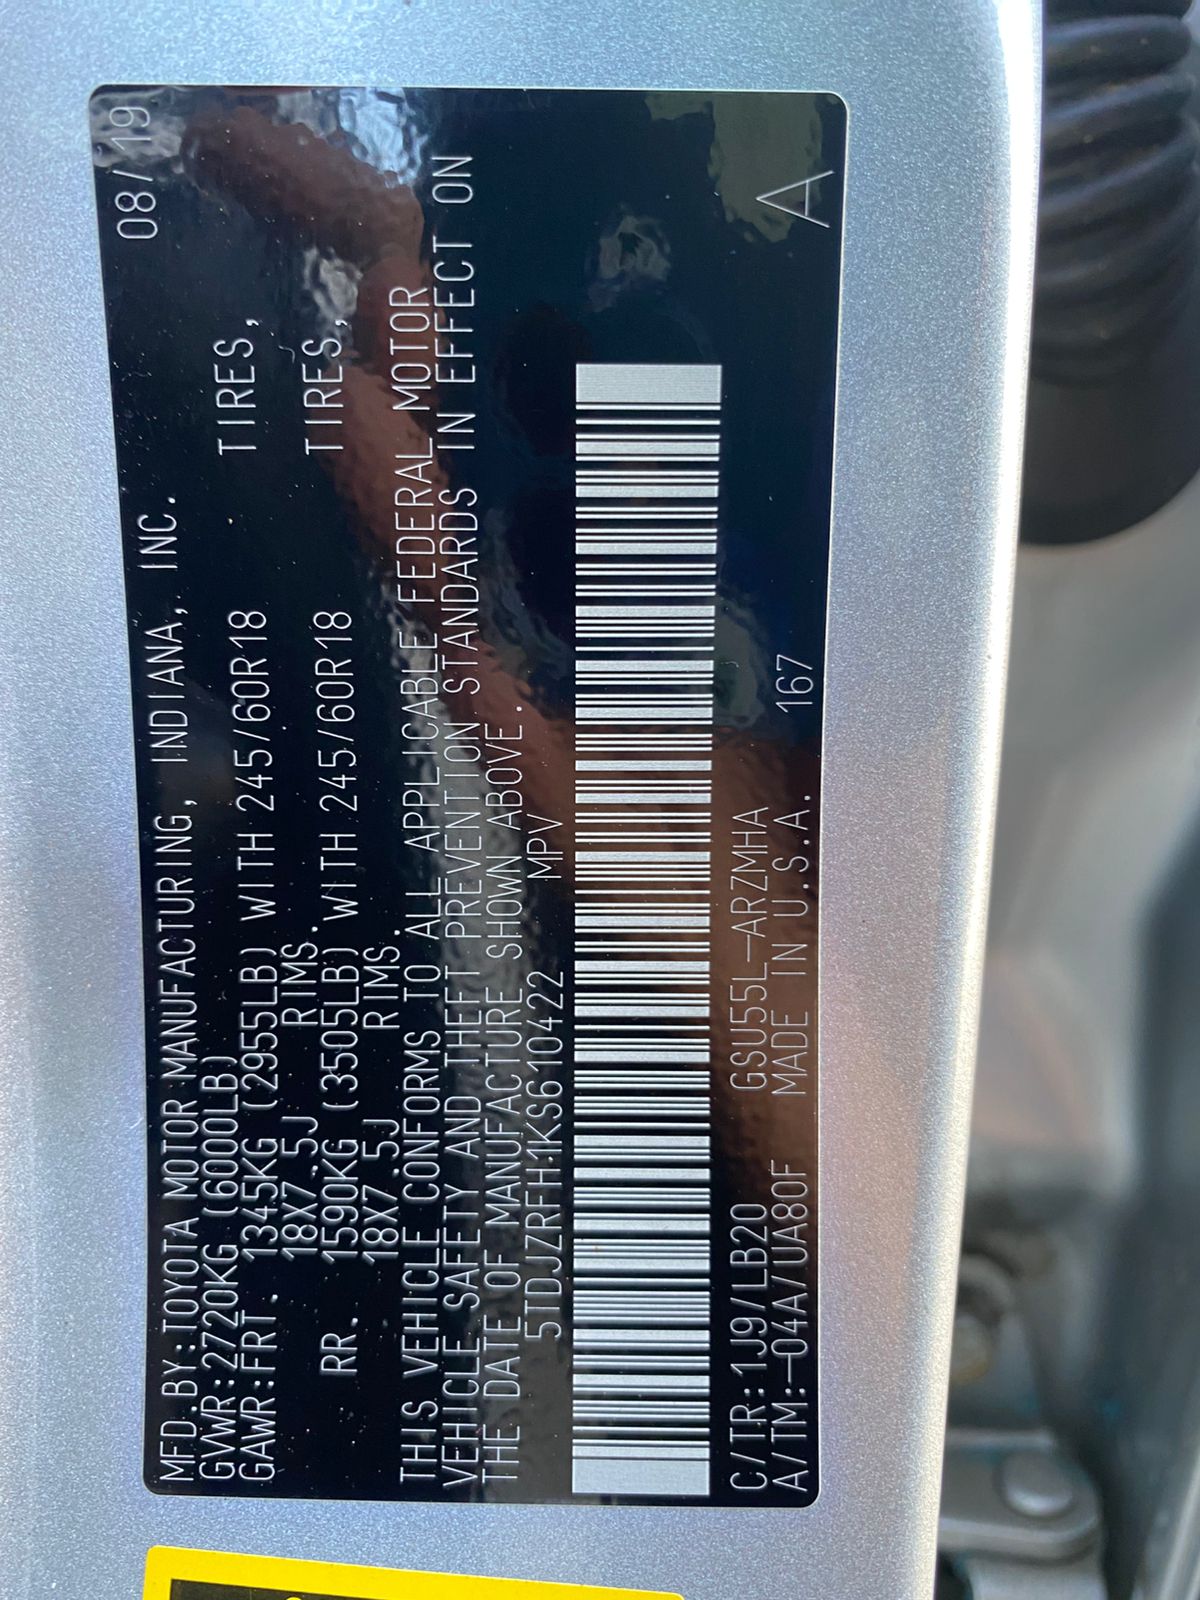 MFD.BY:TOYOTA MOTOR MANUFACTURING, INDIANA, INC. 08/19
GVWR:2720KG (6000LB)
GAWR:FRT. 1345KG (2955LB) WITH 245/60R18 TIRES,
18X7.5J RIMS.
RR. 1590KG (3505LB) WITH 245/60R18 TIRES,
18X7.5J RIMS.
THIS VEHICLE CONFORMS TO ALL APPLICABLE FEDERAL MOTOR
VEHICLE SAFETY AND THEFT PREVENTION STANDARDS IN EFFECT ON
THE DATE OF MANUFACTURE SHOWN ABOVE.
5TDJZRFH1KS610422 MPV
C/TR:1J9/LB20 GSU55L-ARZMHA
A/TM:-04A/UA80F MADE IN U.S.A. 167 A